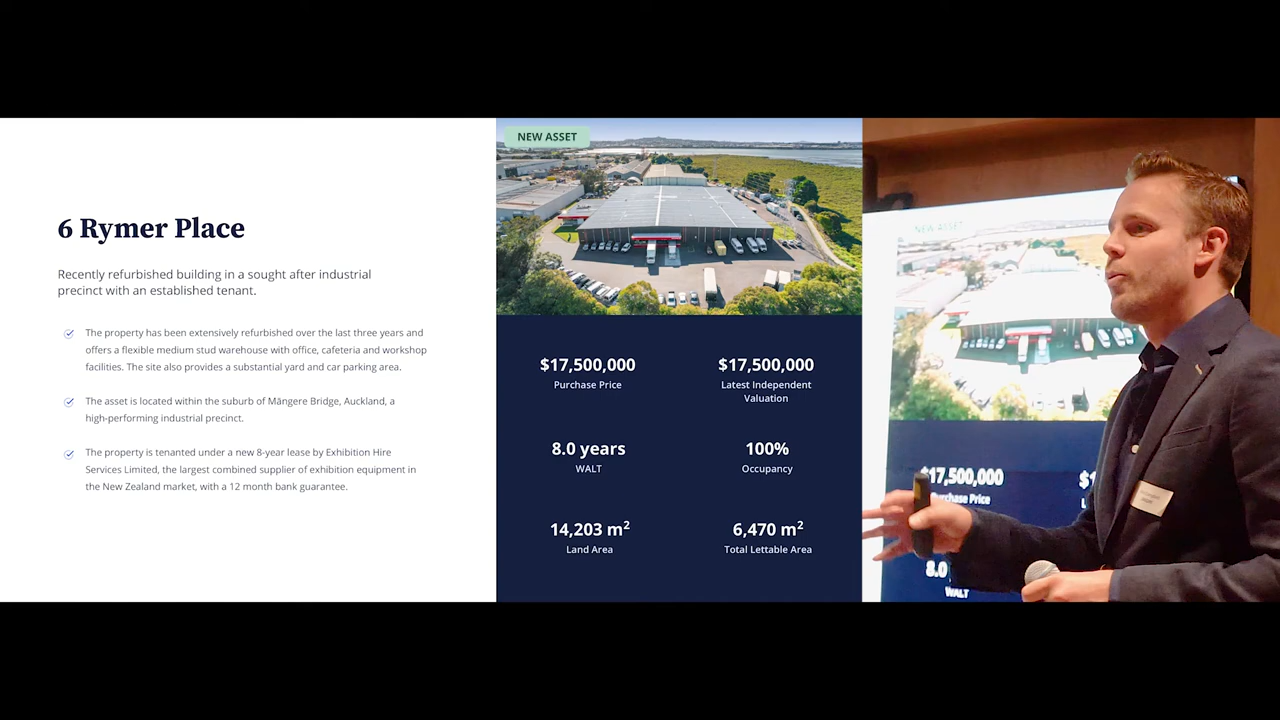 6 Rymer Place
Recently refurbished building in a sought after industrial
precinct with an established tenant.
The property has been extensively refurbished over the last three years and
offers a flexible medium stud warehouse with office, cafeteria and workshop
facilities. The site also provides a substantial yard and car parking area.
The asset is located within the suburb of Māngere Bridge, Auckland, a
high-performing industrial precinct.
The property is tenanted under a new 8-year lease by Exhibition Hire
Services Limited, the largest combined supplier of exhibition equipment in
the New Zealand market, with a 12 month bank guarantee.
NEW ASSET
$17,500,000
Purchase Price
$17,500,000
Latest Independent
Valuation
8.0 years
WALT
100%
Occupancy
14,203 m²
Land Area
6,470 m²
Total Lettable Area
NEW ASSET
$17,500,000
Purchase Price
8.0
WALT